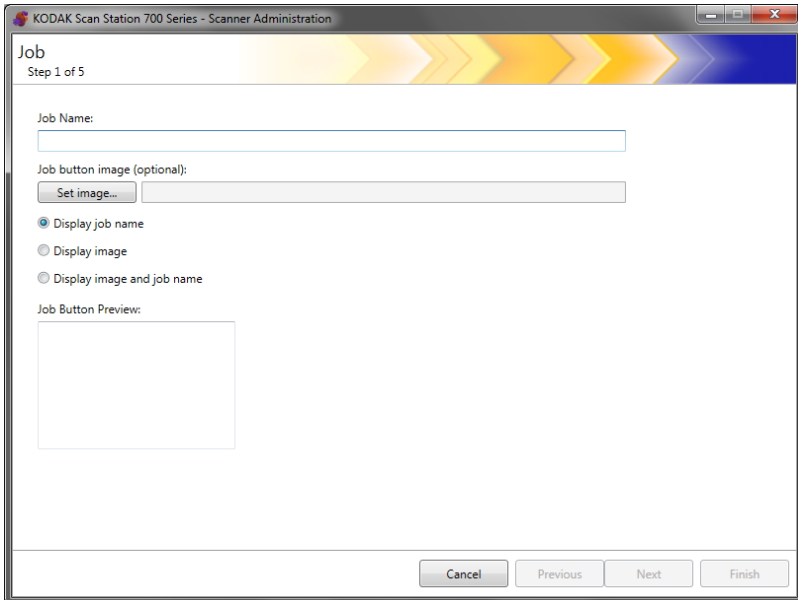 KODAK Scan Station 700 Series - Scanner Administration
Job
Step 1 of 5
Job Name:
Job button image (optional):
Set image...
Display job name
Display image
Display image and job name
Job Button Preview:
Cancel Previous Next Finish